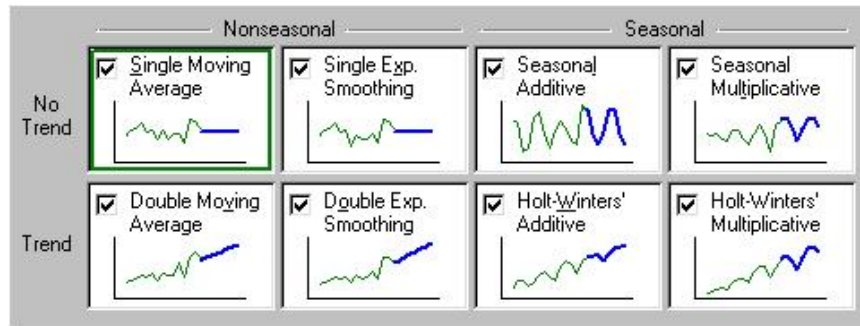 Nonseasonal
Seasonal
No
Trend
Single Moving
Average
Single Exp.
Smoothing
Seasonal
Additive
Seasonal
Multiplicative
Trend
Double Moving
Average
Double Exp.
Smoothing
Holt-Winters'
Additive
Holt-Winters'
Multiplicative